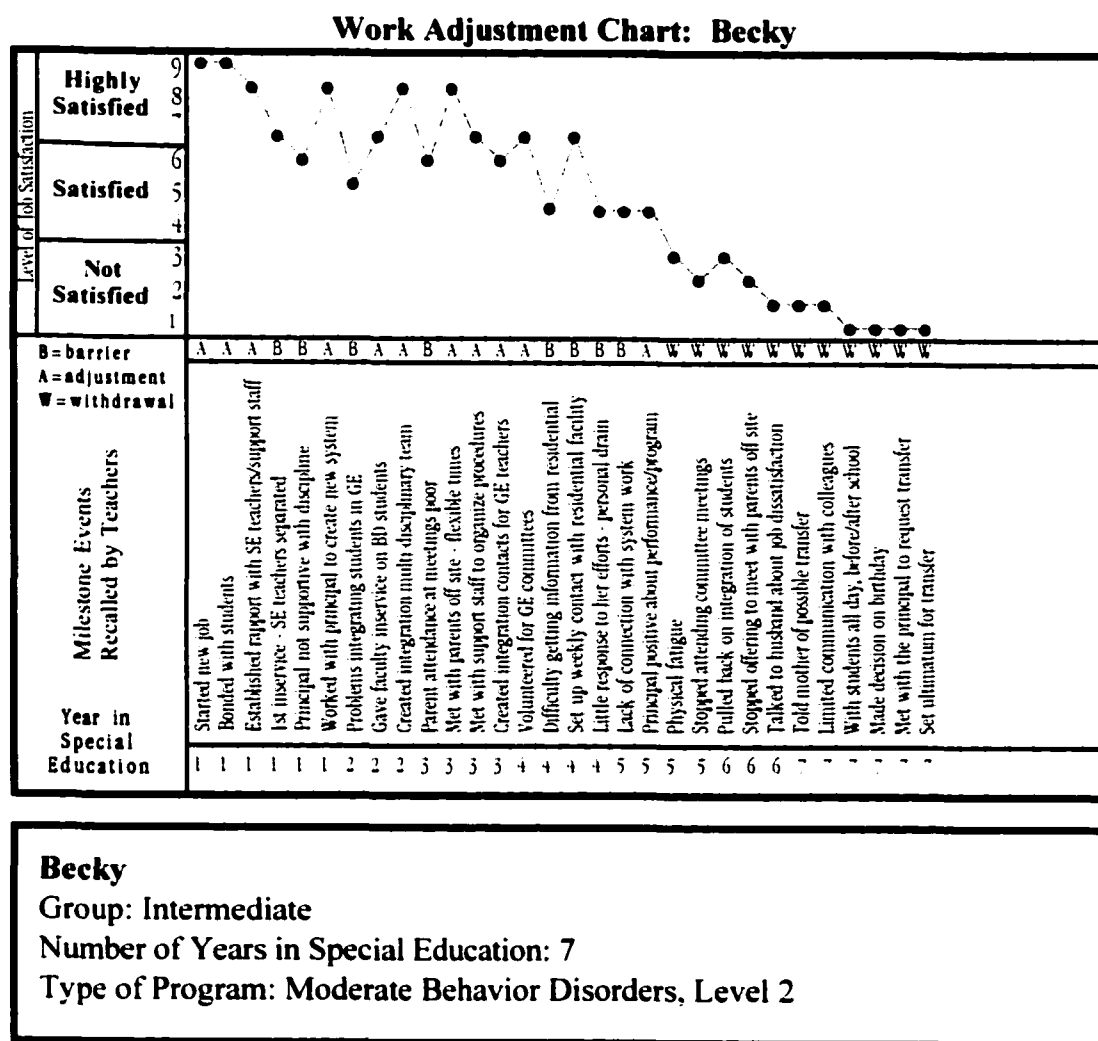 Work Adjustment Chart: Becky
Level of Job Satisfaction
Highly Satisfied
9
8
Satisfied
6
5
4
Not Satisfied
3
2
1
B=barrier
A=adjustment
W=withdrawal
A A A B B A B A A B A A A A B B B B A W W W W W W W W W W W
Milestone Events Recalled by Teachers
Started new job
Bonded with students
Established rapport with SE teachers/support staff
1st inservice - SE teachers separated
Principal not supportive with discipline
Worked with principal to create new system
Problems integrating students in GE
Gave faculty inservice on BD students
Created integration multi disciplinary team
Parent attendance at meetings poor
Met with parents off site - flexible times
Met with support staff to organize procedures
Created integration contacts for GE teachers
Volunteered for GE committees
Difficulty getting information from residential
Set up weekly contact with residential facility
Little response to her efforts - personal drain
Lack of connection with system work
Principal positive about performance/program
Physical fatigue
Stopped attending committee meetings
Pulled back on integration of students
Stopped offering to meet with parents off site
Talked to husband about job dissatisfaction
Told mother of possible transfer
Limited communication with colleagues
With students all day, before/after school
Made decision on birthday
Met with the principal to request transfer
Set ultimatum for transfer
Year in Special Education
1 1 1 1 1 1 2 2 2 3 3 3 3 4 4 4 4 5 5 5 5 6 6 6
Becky
Group: Intermediate
Number of Years in Special Education: 7
Type of Program: Moderate Behavior Disorders, Level 2